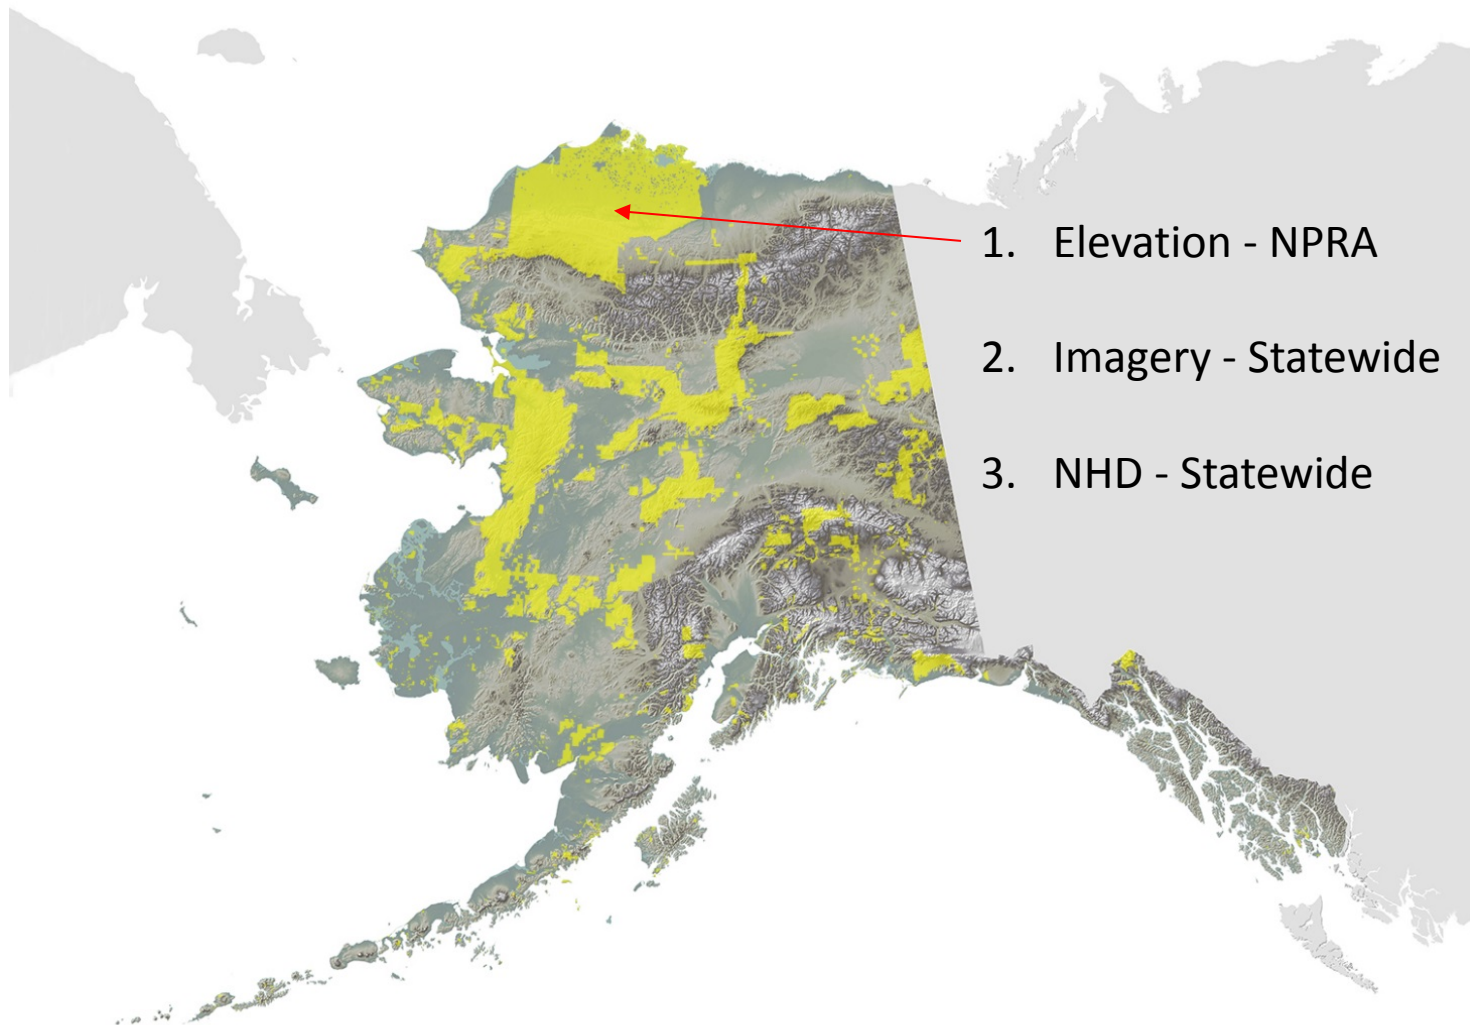 1. Elevation - NPRA
2. Imagery - Statewide
3. NHD - Statewide